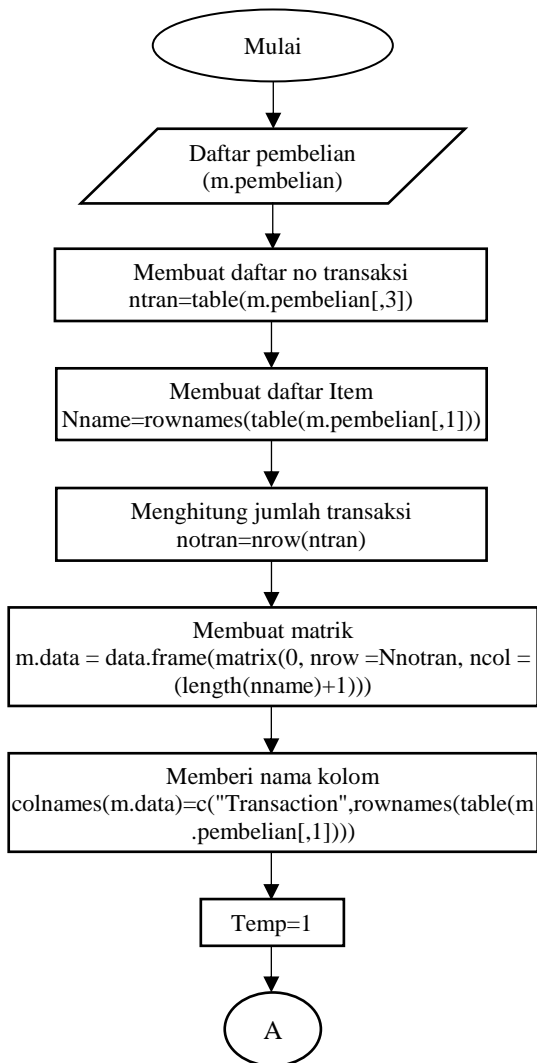 Mulai
Daftar pembelian
(m.pembelian)
Membuat daftar no transaksi
ntran=table(m.pembelian[,3])
Membuat daftar Item
Nname=rownames(table(m.pembelian[,1]))
Menghitung jumlah transaksi
notran=nrow(ntran)
Membuat matrik
m.data = data.frame(matrix(0, nrow =Nnotran, ncol =
(length(nname)+1)))
Memberi nama kolom
colnames(m.data)=c("Transaction",rownames(table(m
.pembelian[,1])))
Temp=1
A